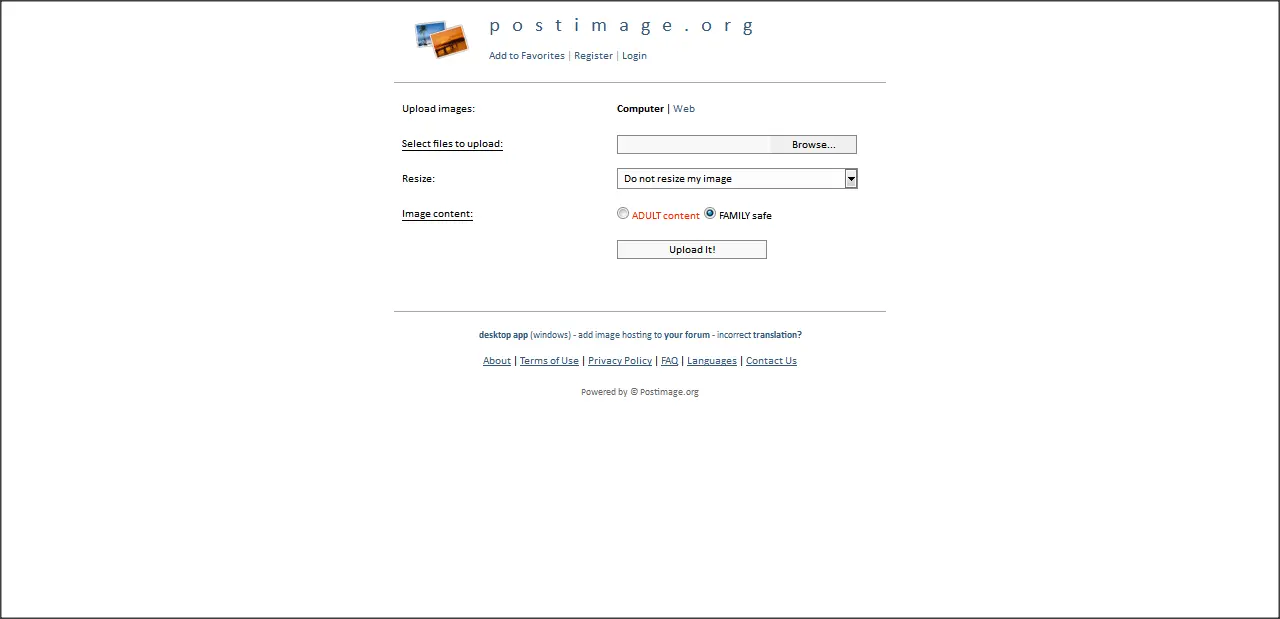 postimage.org
Add to Favorites | Register | Login
Upload images: Computer | Web
Select files to upload: Browse...
Resize: Do not resize my image
Image content: ADULT content FAMILY safe
Upload It!
desktop app (windows) - add image hosting to your forum - incorrect translation?
About | Terms of Use | Privacy Policy | FAQ | Languages | Contact Us
Powered by © Postimage.org